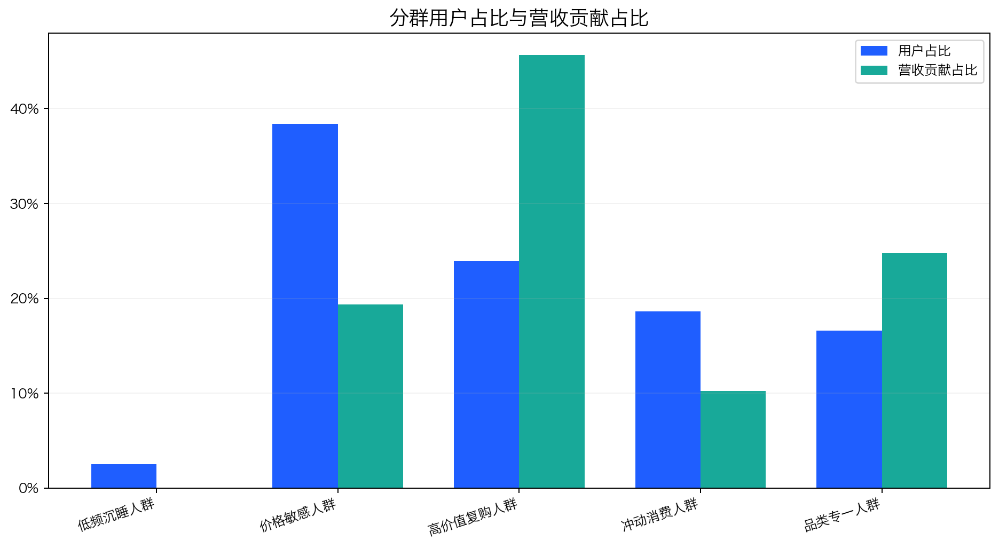 分群用户占比与营收贡献占比
用户占比
营收贡献占比
40%
30%
20%
10%
0%
低频沉睡人群
价格敏感人群
高价值复购人群
冲动消费人群
品类专一人群